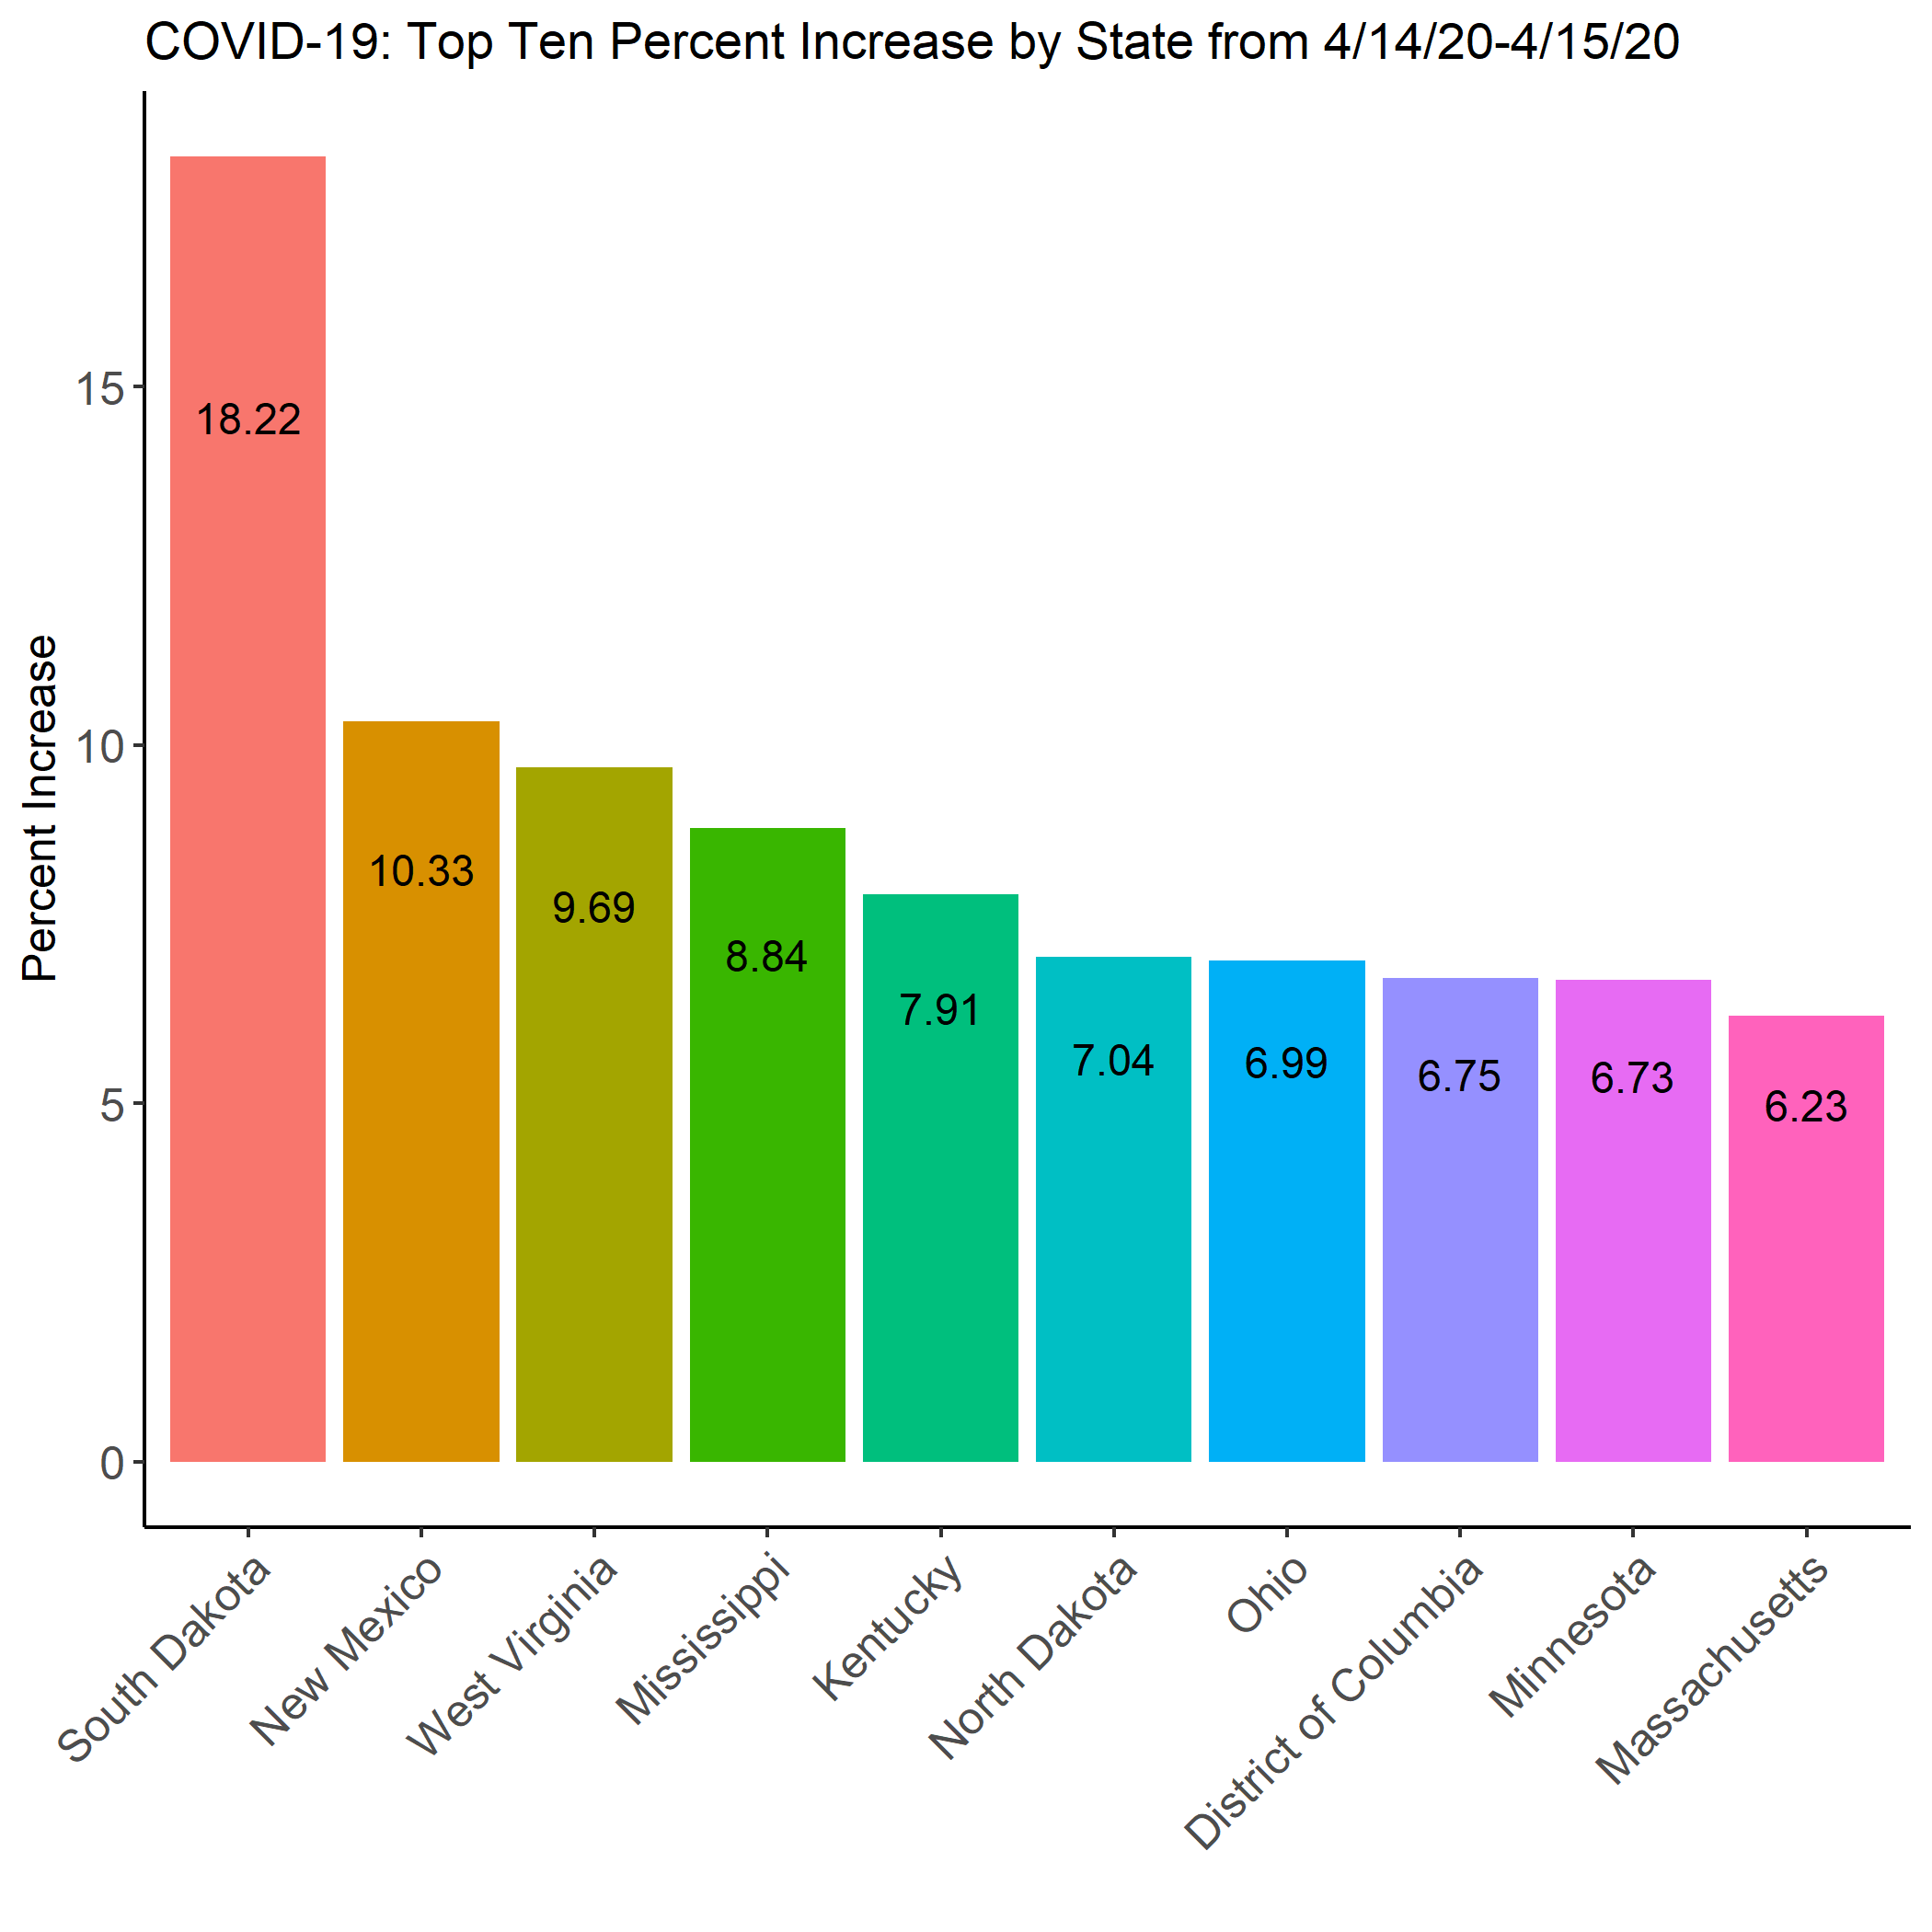 COVID-19: Top Ten Percent Increase by State from 4/14/20-4/15/20
Percent Increase
15
10
5
0
18.22
10.33
9.69
8.84
7.91
7.04
6.99
6.75
6.73
6.23
South Dakota
New Mexico
West Virginia
Mississippi
Kentucky
North Dakota
Ohio
District of Columbia
Minnesota
Massachusetts